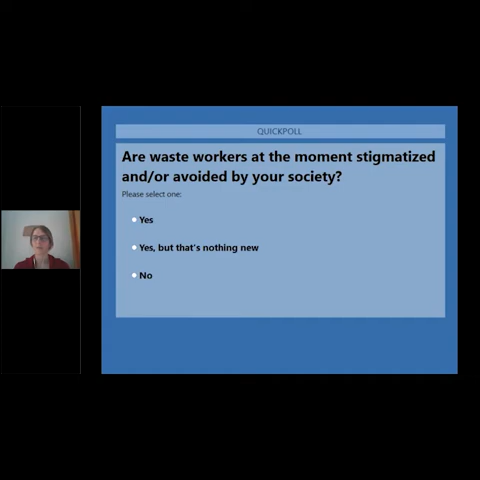 QUICKPOLL
Are waste workers at the moment stigmatized
and/or avoided by your society?
Please select one:
Yes
Yes, but that's nothing new
No